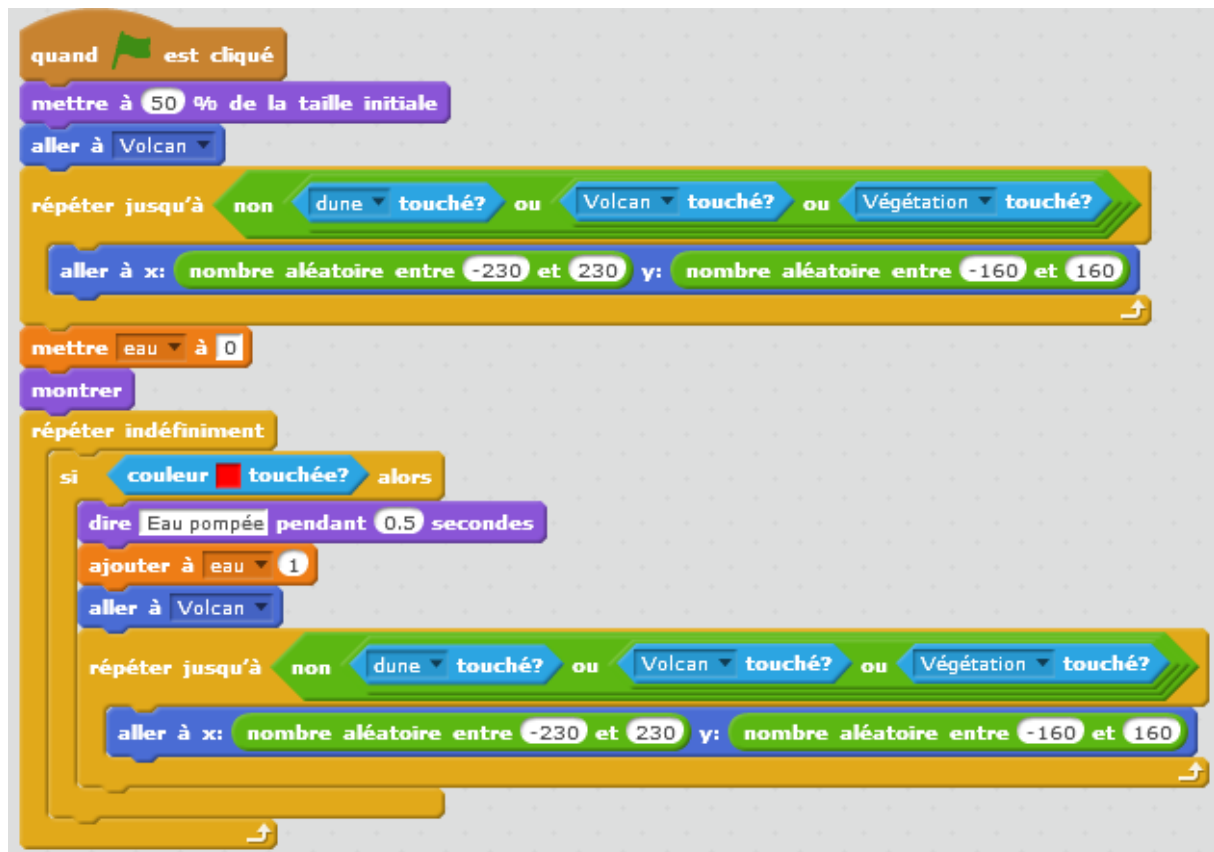 quand est cliqué
mettre à 50 % de la taille initiale
aller à Volcan
répéter jusqu'à non dune touché? ou Volcan touché? ou Végétation touché?
aller à x: nombre aléatoire entre -230 et 230 y: nombre aléatoire entre -160 et 160
mettre eau à 0
montrer
répéter indéfiniment
si couleur touchée? alors
dire Eau pompée pendant 0.5 secondes
ajouter à eau 1
aller à Volcan
répéter jusqu'à non dune touché? ou Volcan touché? ou Végétation touché?
aller à x: nombre aléatoire entre -230 et 230 y: nombre aléatoire entre -160 et 160